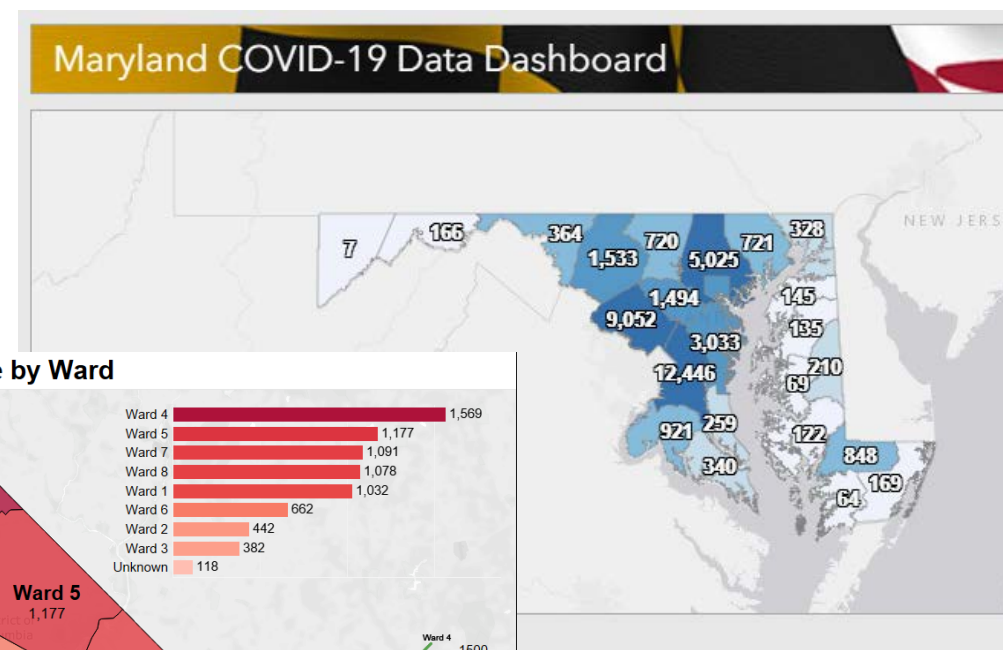 Maryland COVID-19 Data Dashboard
NEW JERS
7
166
364
1,533
720
5,025
721
328
1,494
145
9,052
3,033
135
12,446
210
69
921
259
122
848
340
64
169
e by Ward
Ward 4 1,569
Ward 5 1,177
Ward 7 1,091
Ward 8 1,078
Ward 1 1,032
Ward 6 662
Ward 2 442
Ward 3 382
Unknown 118
Ward 5
1,177
Ward 4
1500